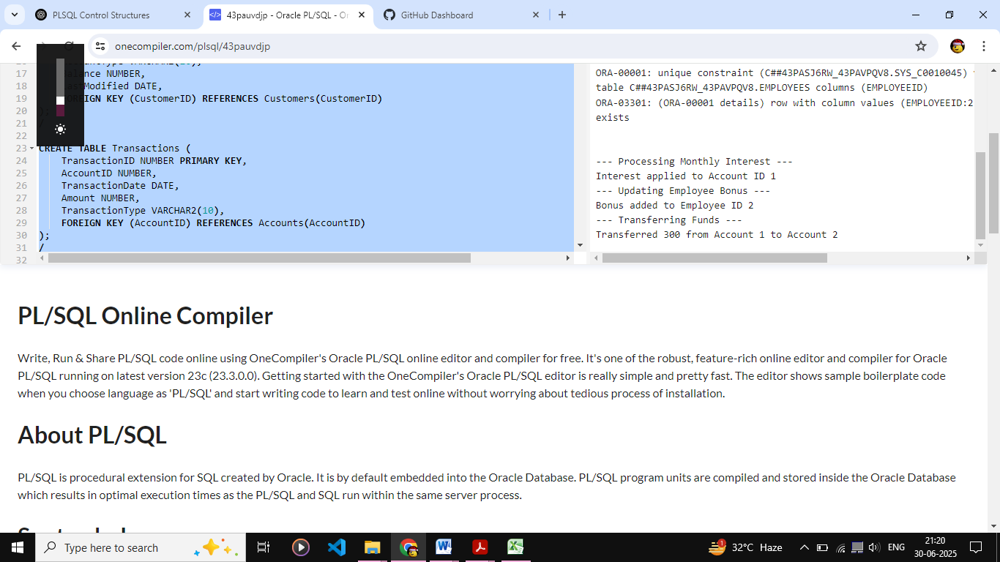 PLSQL Control Structures
43pauvdjp - Oracle PL/SQL - Or
GitHub Dashboard
onecompiler.com/plsql/43pauvdjp
17 Balance NUMBER,
18 LastModified DATE,
19 FOREIGN KEY (CustomerID) REFERENCES Customers(CustomerID)
20 );
21 /
22
23 CREATE TABLE Transactions (
24 TransactionID NUMBER PRIMARY KEY,
25 AccountID NUMBER,
26 TransactionDate DATE,
27 Amount NUMBER,
28 TransactionType VARCHAR2(10),
29 FOREIGN KEY (AccountID) REFERENCES Accounts(AccountID)
30 );
31 /
32
ORA-00001: unique constraint (C##43PASJ6RW_43PAVPQV8.SYS_C0010045)
table C##43PASJ6RW_43PAVPQV8.EMPLOYEES columns (EMPLOYEEID)
ORA-03301: (ORA-00001 details) row with column values (EMPLOYEEID:2
exists
--- Processing Monthly Interest ---
Interest applied to Account ID 1
--- Updating Employee Bonus ---
Bonus added to Employee ID 2
--- Transferring Funds ---
Transferred 300 from Account 1 to Account 2
PL/SQL Online Compiler
Write, Run & Share PL/SQL code online using OneCompiler's Oracle PL/SQL online editor and compiler for free. It's one of the robust, feature-rich online editor and compiler for Oracle
PL/SQL running on latest version 23c (23.3.0.0). Getting started with the OneCompiler's Oracle PL/SQL editor is really simple and pretty fast. The editor shows sample boilerplate code
when you choose language as 'PL/SQL' and start writing code to learn and test online without worrying about tedious process of installation.
About PL/SQL
PL/SQL is procedural extension for SQL created by Oracle. It is by default embedded into the Oracle Database. PL/SQL program units are compiled and stored inside the Oracle Database
which results in optimal execution times as the PL/SQL and SQL run within the same server process.
Type here to search
1
32°C Haze
ENG
21:20
30-06-2025